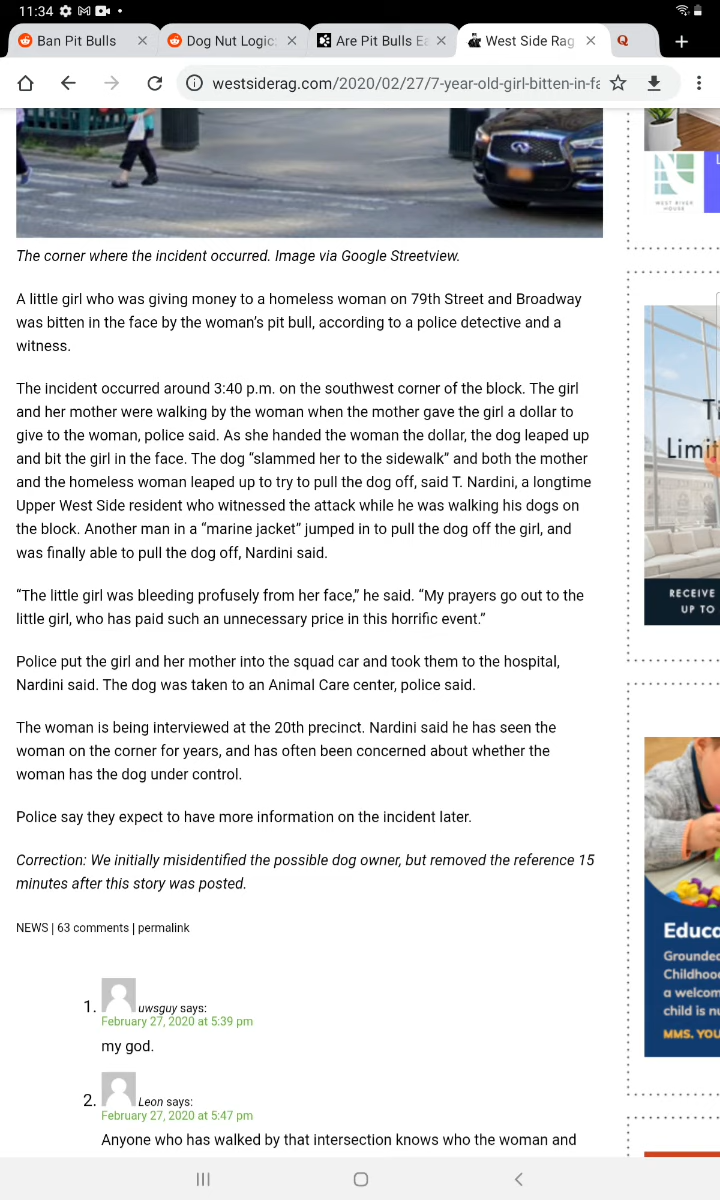 11:34
Ban Pit Bulls
Dog Nut Logic
Are Pit Bulls Ea
West Side Rag
westsiderag.com/2020/02/27/7-year-old-girl-bitten-in-fa
WEST RIVER
HOUSE
The corner where the incident occurred. Image via Google Streetview.
A little girl who was giving money to a homeless woman on 79th Street and Broadway
was bitten in the face by the woman's pit bull, according to a police detective and a
witness.
The incident occurred around 3:40 p.m. on the southwest corner of the block. The girl
and her mother were walking by the woman when the mother gave the girl a dollar to
give to the woman, police said. As she handed the woman the dollar, the dog leaped up
and bit the girl in the face. The dog “slammed her to the sidewalk” and both the mother
and the homeless woman leaped up to try to pull the dog off, said T. Nardini, a longtime
Upper West Side resident who witnessed the attack while he was walking his dogs on
the block. Another man in a “marine jacket” jumped in to pull the dog off the girl, and
was finally able to pull the dog off, Nardini said.
“The little girl was bleeding profusely from her face,” he said. “My prayers go out to the
little girl, who has paid such an unnecessary price in this horrific event.”
Police put the girl and her mother into the squad car and took them to the hospital,
Nardini said. The dog was taken to an Animal Care center, police said.
The woman is being interviewed at the 20th precinct. Nardini said he has seen the
woman on the corner for years, and has often been concerned about whether the
woman has the dog under control.
Police say they expect to have more information on the incident later.
Correction: We initially misidentified the possible dog owner, but removed the reference 15
minutes after this story was posted.
NEWS | 63 comments | permalink
1.
uwsguy says:
February 27, 2020 at 5:39 pm
my god.
2.
Leon says:
February 27, 2020 at 5:47 pm
Anyone who has walked by that intersection knows who the woman and
Limit
RECEIVE
UP TO
Educa
Grounded
Childhoo
a welcom
child is nu
MMS. YOU